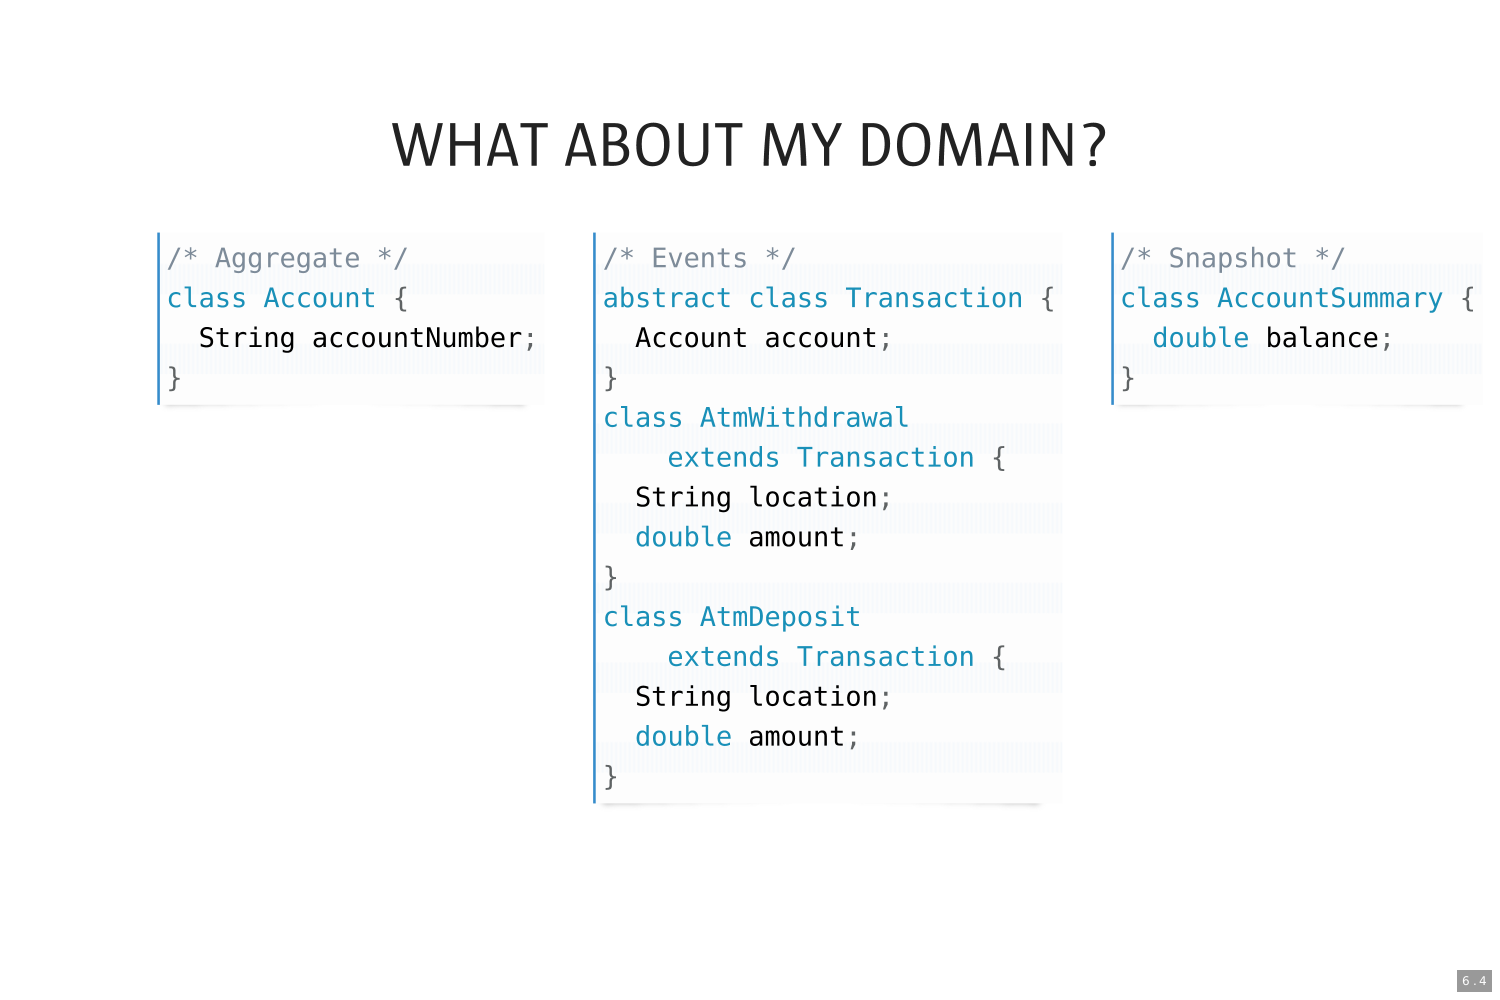 WHAT ABOUT MY DOMAIN?
/* Aggregate */
class Account {
  String accountNumber;
}
/* Events */
abstract class Transaction {
  Account account;
}
class AtmWithdrawal
    extends Transaction {
  String location;
  double amount;
}
class AtmDeposit
    extends Transaction {
  String location;
  double amount;
}
/* Snapshot */
class AccountSummary {
  double balance;
}
6.4